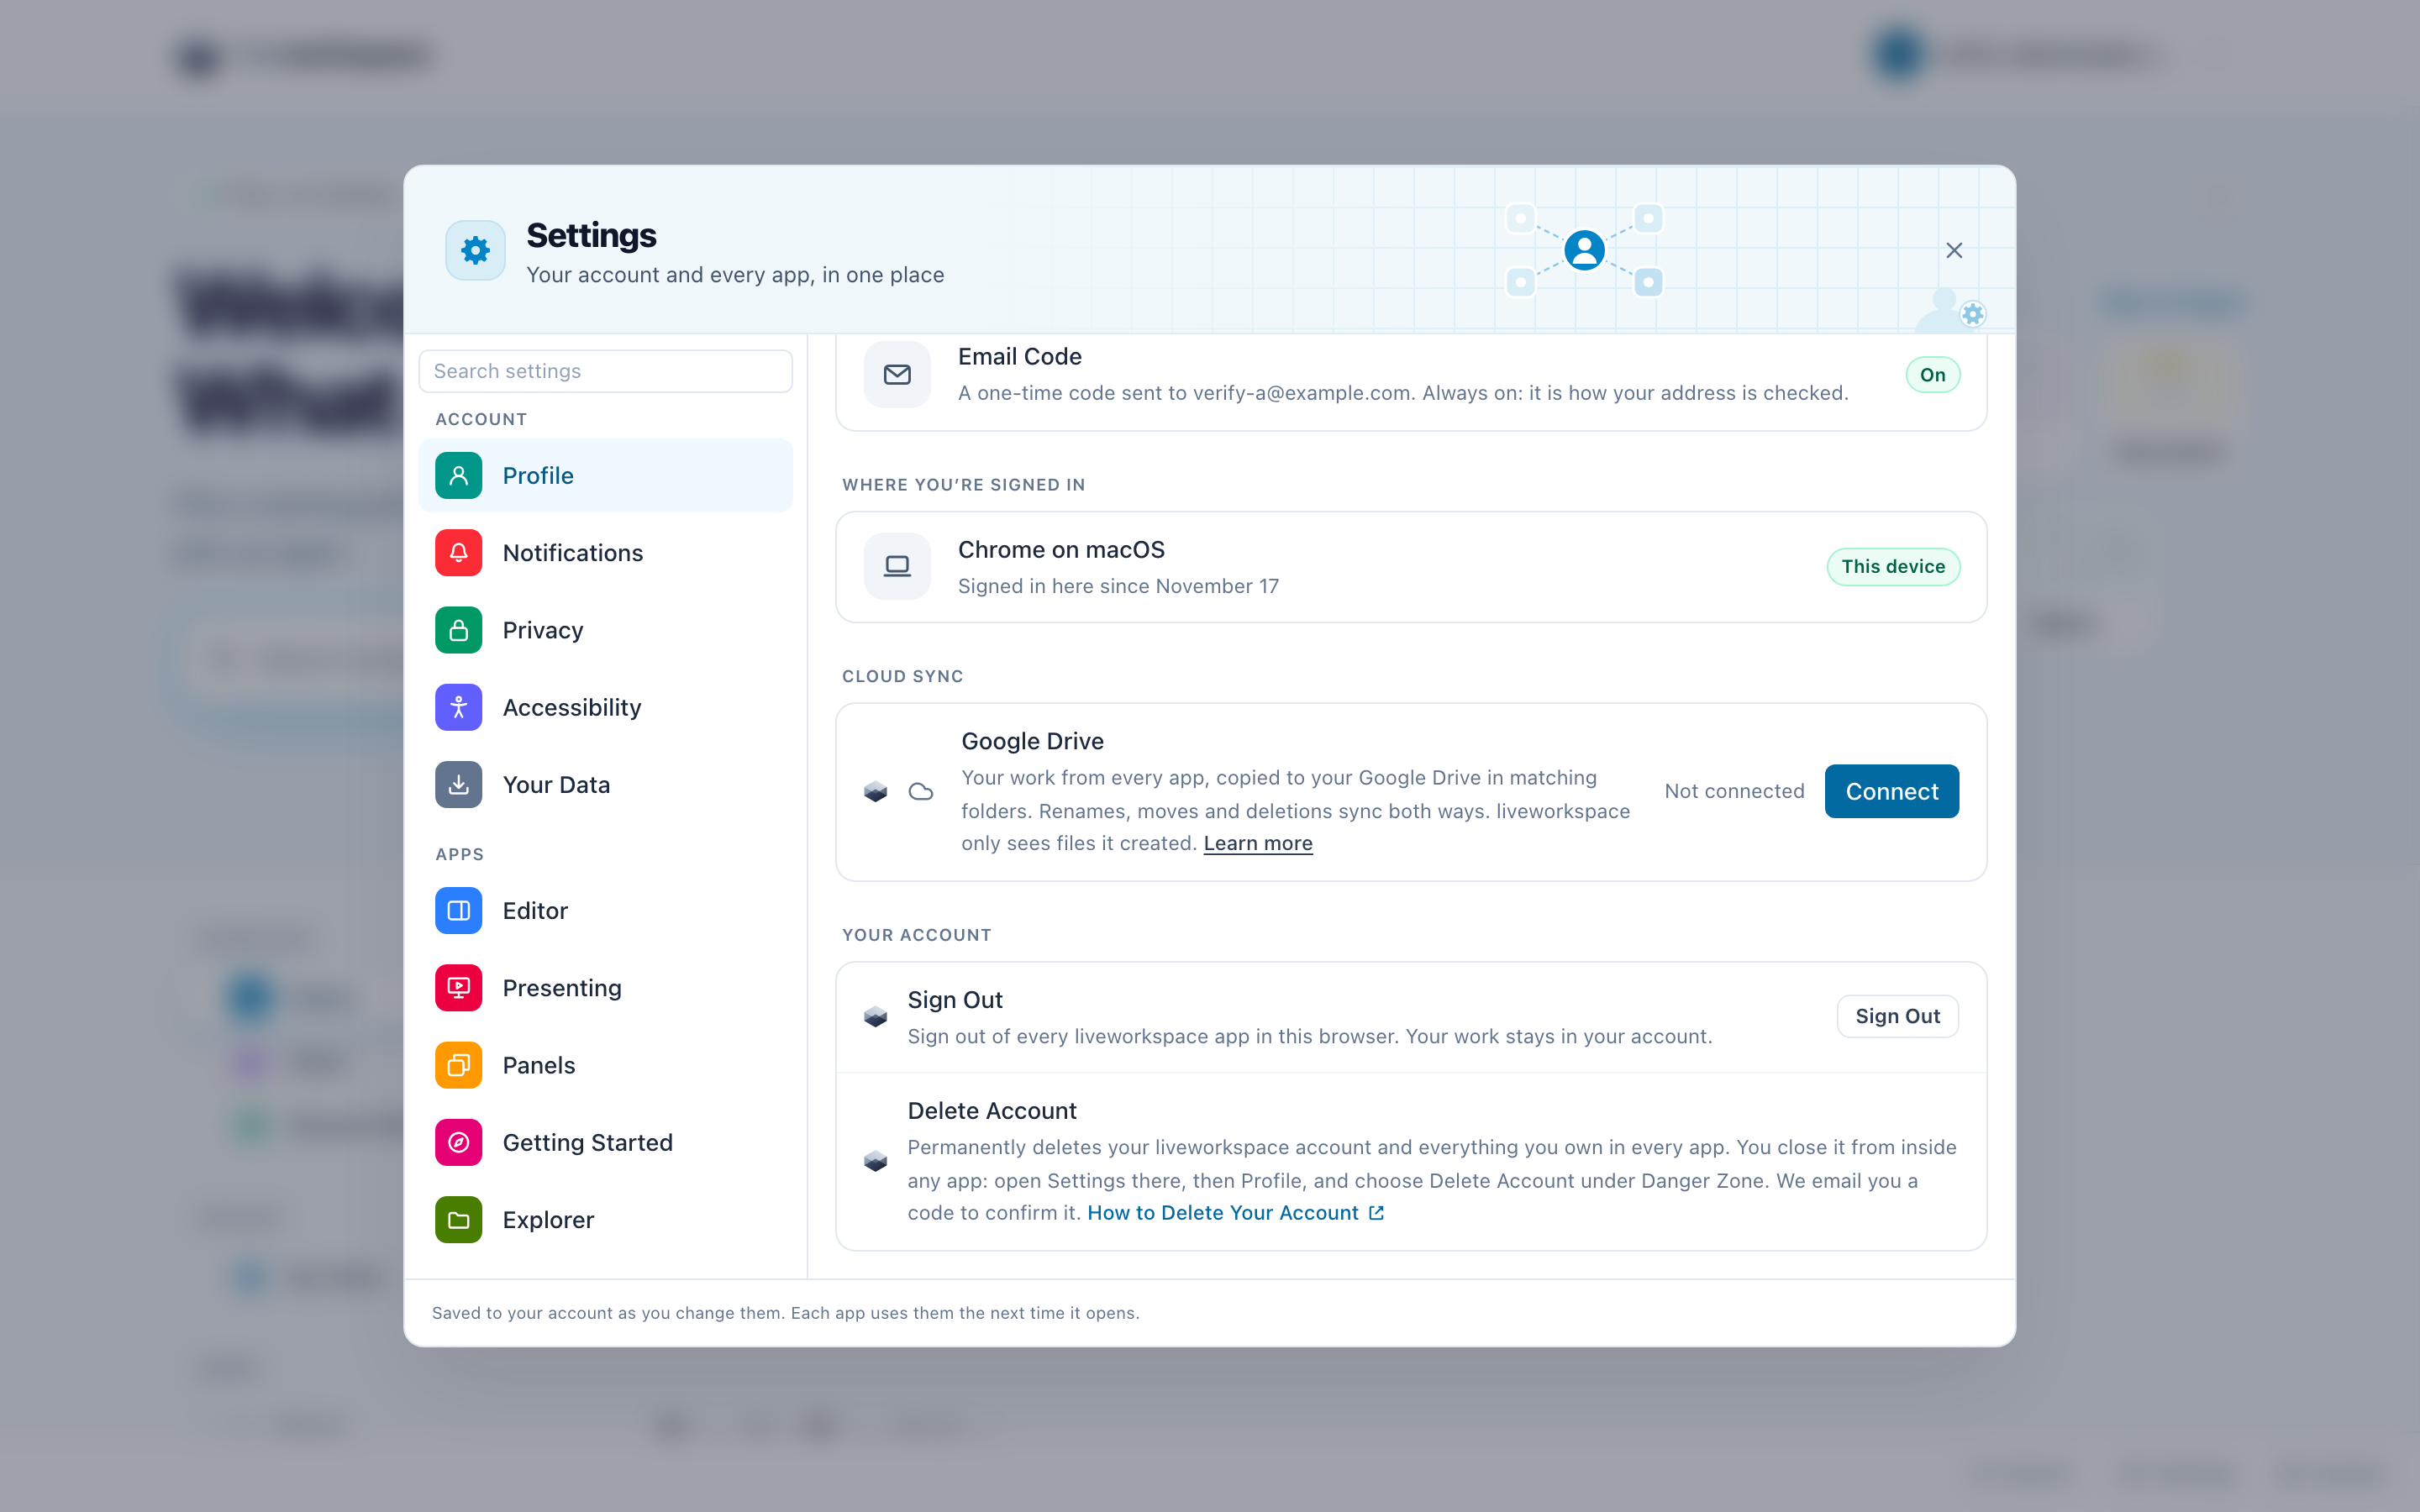 Settings
Your account and every app, in one place
Search settings
ACCOUNT
Profile
Notifications
Privacy
Accessibility
Your Data
APPS
Editor
Presenting
Panels
Getting Started
Explorer
Email Code
A one-time code sent to verify-a@example.com. Always on: it is how your address is checked.
On
WHERE YOU’RE SIGNED IN
Chrome on macOS
Signed in here since November 17
This device
CLOUD SYNC
Google Drive
Your work from every app, copied to your Google Drive in matching
folders. Renames, moves and deletions sync both ways. liveworkspace
only sees files it created. Learn more
Not connected
Connect
YOUR ACCOUNT
Sign Out
Sign out of every liveworkspace app in this browser. Your work stays in your account.
Sign Out
Delete Account
Permanently deletes your liveworkspace account and everything you own in every app. You close it from inside
any app: open Settings there, then Profile, and choose Delete Account under Danger Zone. We email you a
code to confirm it. How to Delete Your Account
Saved to your account as you change them. Each app uses them the next time it opens.